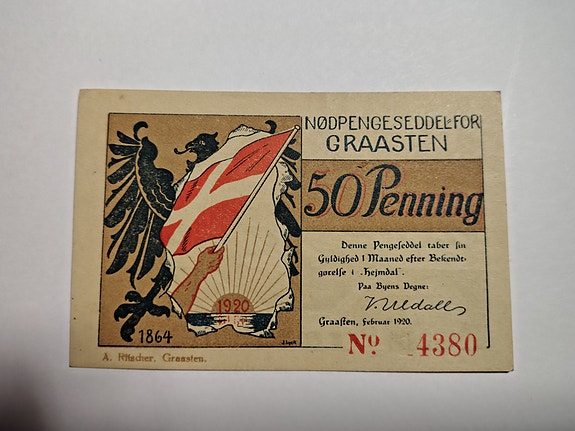 NØDPENGESEDDEL FOR
GRAASTEN
50 Penning
Denne Pengeseddel taber sin
Gyldighed 1 Maaned efter Bekendt-
gørelse i „Hejmdal“.
Paa Byens Vegne:
Graasten, Februar 1920.
No 4380
1920
1864
A. Ritscher, Graasten.